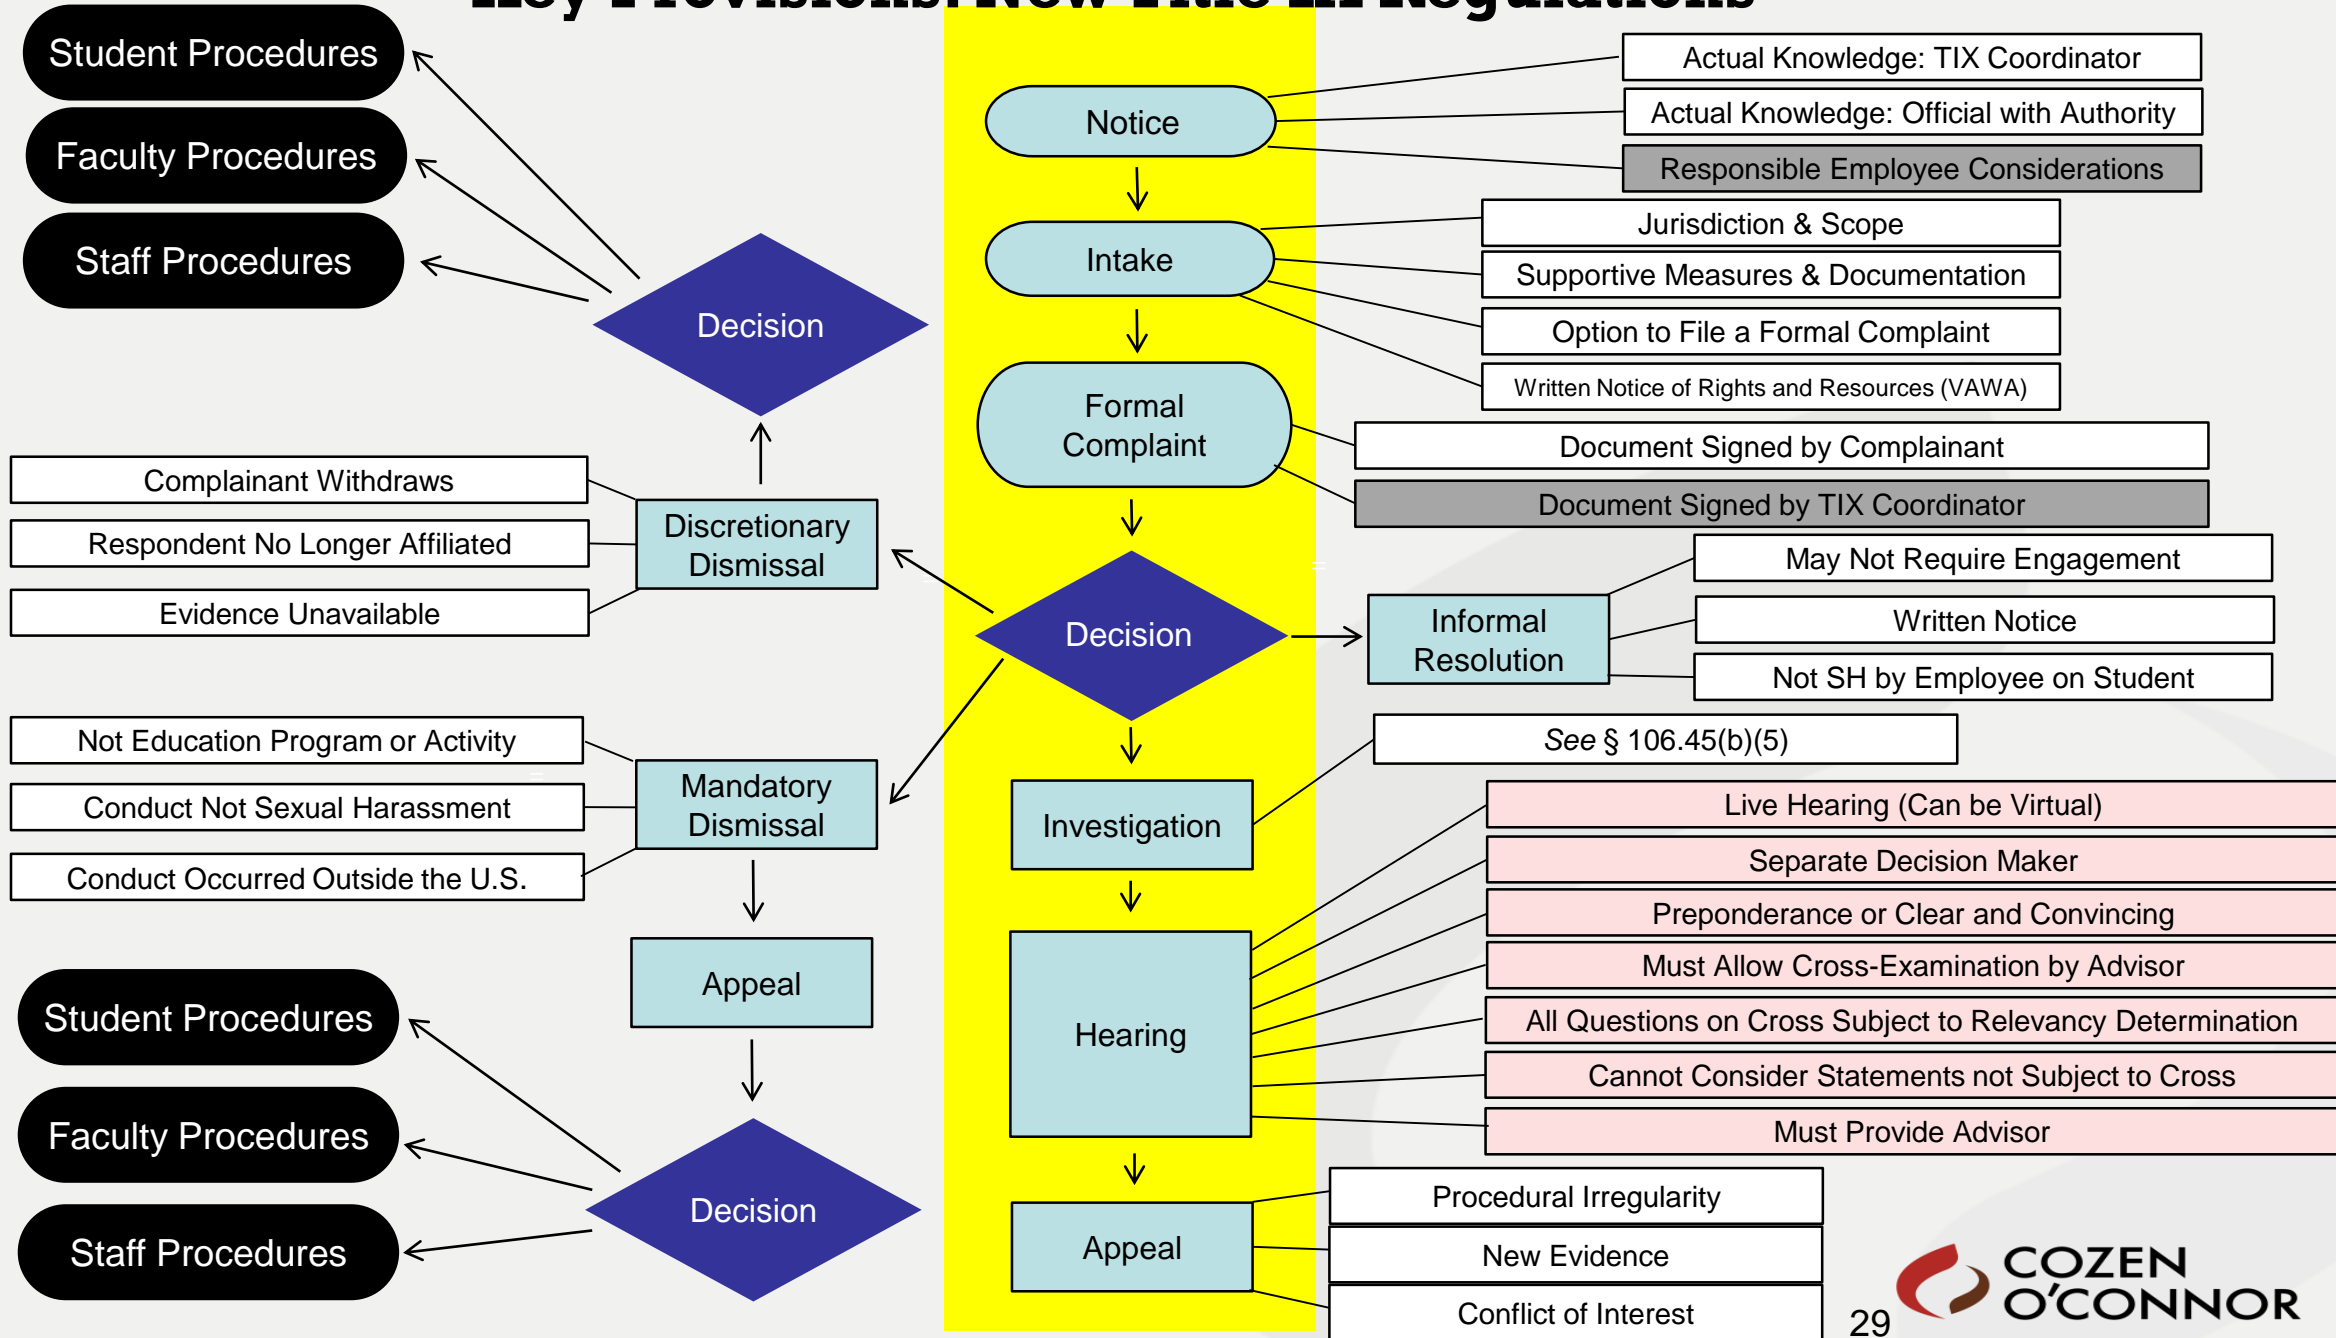 Key Provisions: New Title IX Regulations
Student Procedures
Faculty Procedures
Staff Procedures
Decision
Notice
Actual Knowledge: TIX Coordinator
Actual Knowledge: Official with Authority
Responsible Employee Considerations
Intake
Jurisdiction & Scope
Supportive Measures & Documentation
Option to File a Formal Complaint
Written Notice of Rights and Resources (VAWA)
Formal
Complaint
Document Signed by Complainant
Document Signed by TIX Coordinator
Complainant Withdraws
Respondent No Longer Affiliated
Evidence Unavailable
Discretionary
Dismissal
Decision
Informal
Resolution
May Not Require Engagement
Written Notice
Not SH by Employee on Student
Not Education Program or Activity
Conduct Not Sexual Harassment
Conduct Occurred Outside the U.S.
Mandatory
Dismissal
Investigation
See § 106.45(b)(5)
Appeal
Hearing
Live Hearing (Can be Virtual)
Separate Decision Maker
Preponderance or Clear and Convincing
Must Allow Cross-Examination by Advisor
All Questions on Cross Subject to Relevancy Determination
Cannot Consider Statements not Subject to Cross
Must Provide Advisor
Student Procedures
Faculty Procedures
Staff Procedures
Decision
Appeal
Procedural Irregularity
New Evidence
Conflict of Interest
29
COZEN
O'CONNOR